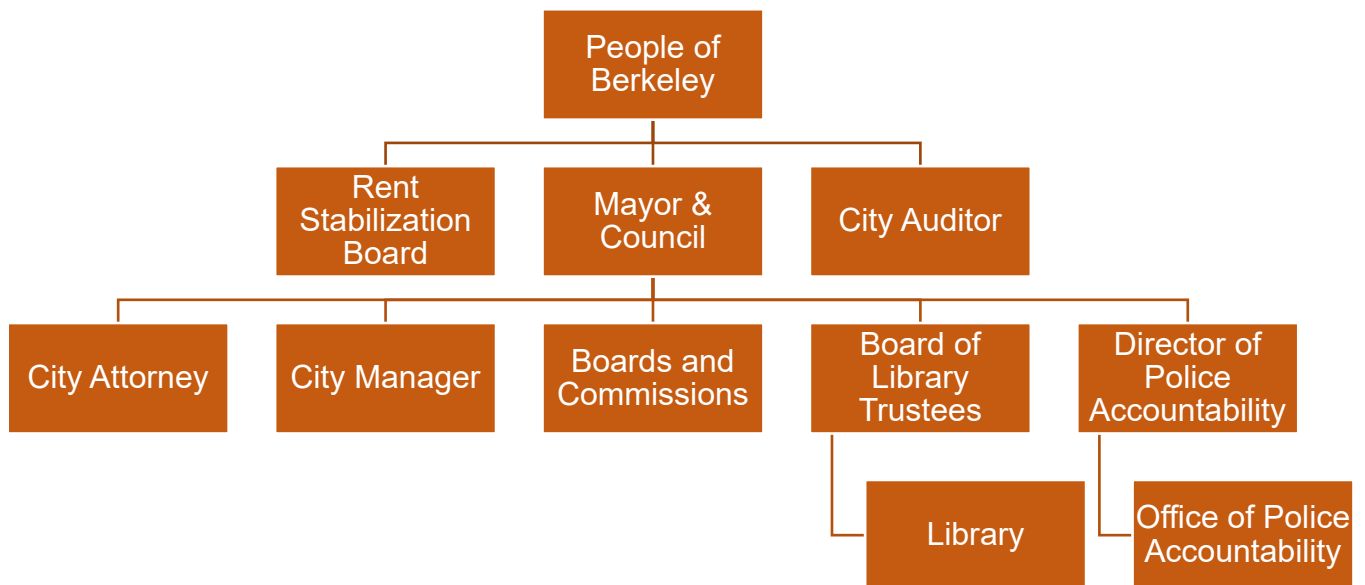 People of
Berkeley
Rent
Stabilization
Board
Mayor &
Council
City Auditor
City Attorney
City Manager
Boards and
Commissions
Board of
Library
Trustees
Director of
Police
Accountability
Library
Office of Police
Accountability